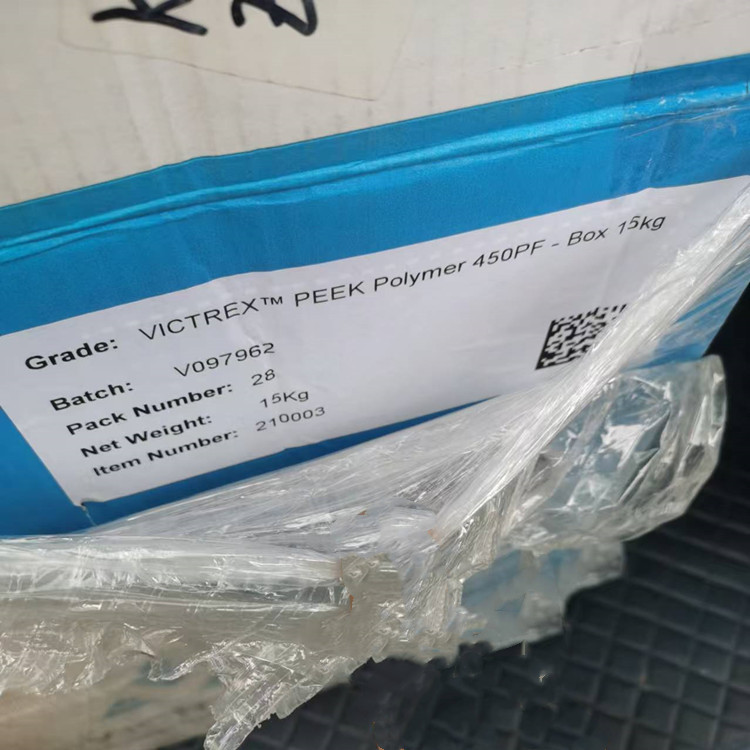 Grade: VICTREX™ PEEK Polymer 450PF - Box 15kg
Batch: V097962
Pack Number: 28
Net Weight: 15Kg
Item Number: 210003